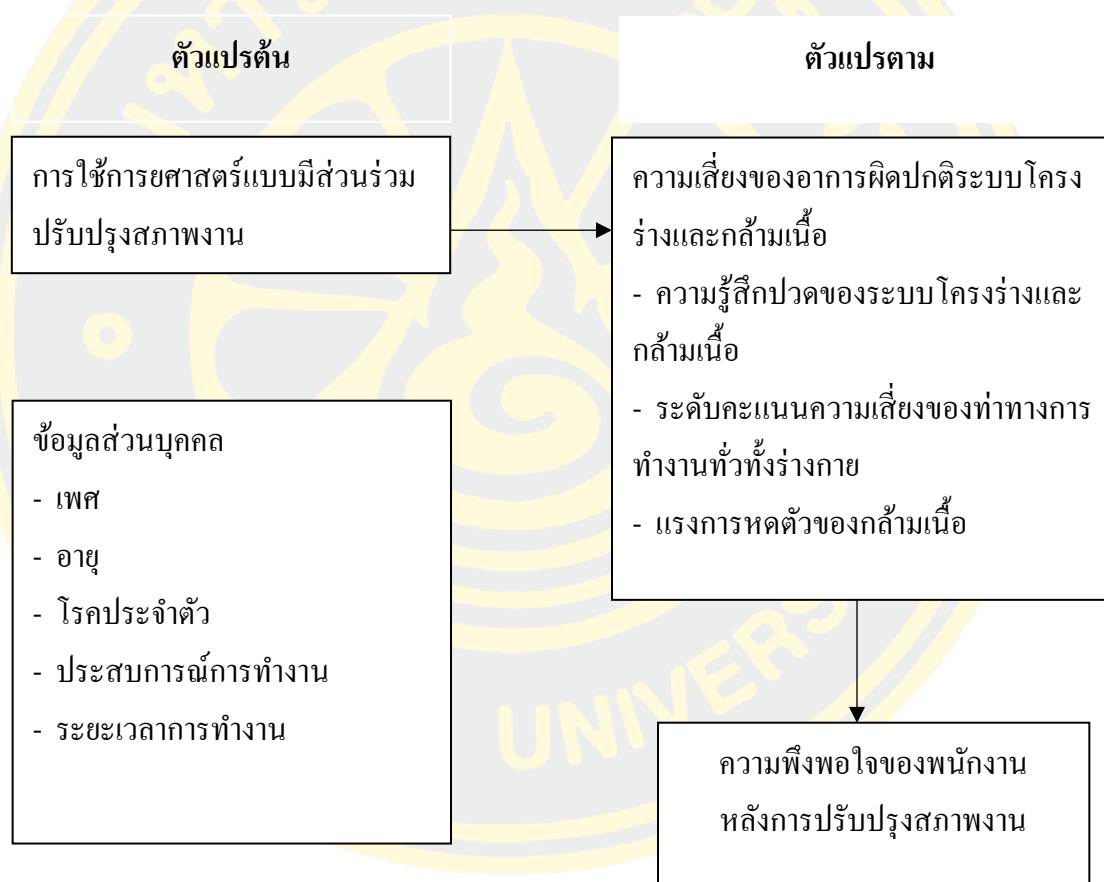 ตัวแปรต้น
ตัวแปรตาม
การใช้การยศาสตร์แบบมีส่วนร่วม
ปรับปรุงสภาพงาน
ความเสี่ยงของอาการผิดปกติระบบโครง
ร่างและกล้ามเนื้อ
- ความรู้สึกปวดของระบบโครงร่างและ
กล้ามเนื้อ
- ระดับคะแนนความเสี่ยงของท่าทางการ
ทำงานทั่วทั้งร่างกาย
- แรงการหดตัวของกล้ามเนื้อ
ข้อมูลส่วนบุคคล
- เพศ
- อายุ
- โรคประจำตัว
- ประสบการณ์การทำงาน
- ระยะเวลาการทำงาน
ความพึงพอใจของพนักงาน
หลังการปรับปรุงสภาพงาน
UNIVERS